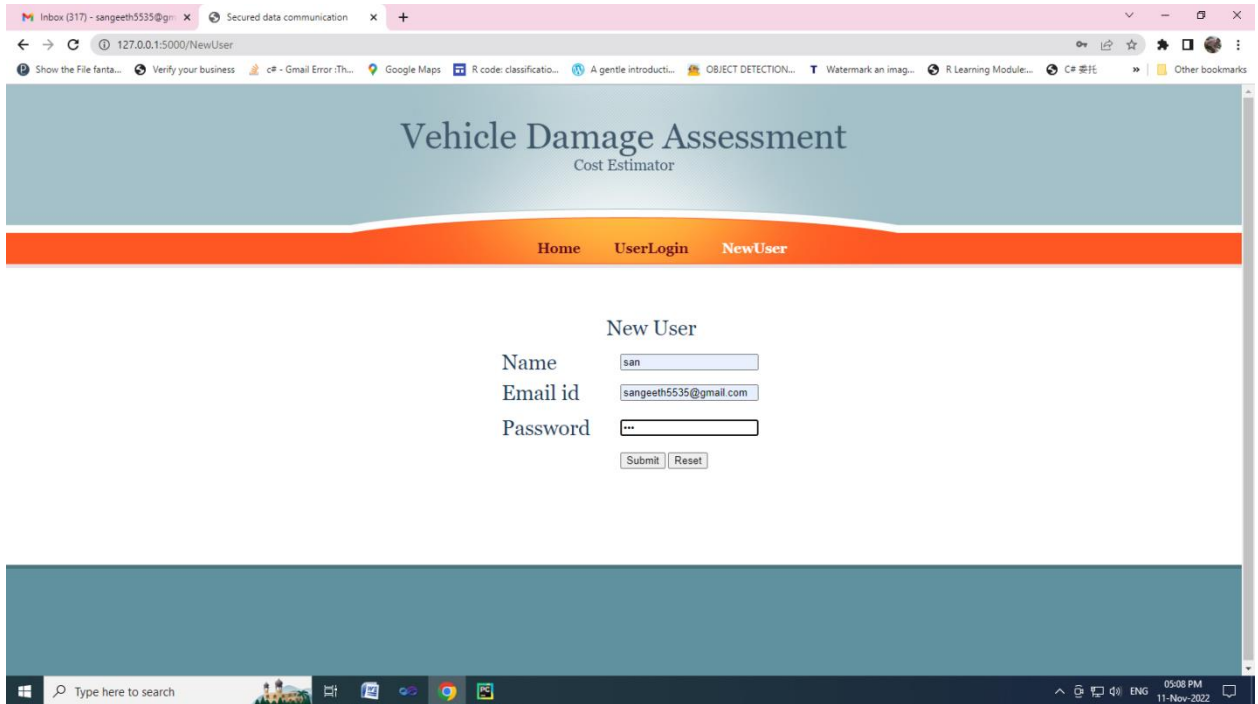 Inbox (317) - sangeeth5535@gm
Secured data communication
127.0.0.1:5000/NewUser
Show the File fanta... Verify your business c# - Gmail Error :Th... Google Maps R code: classificatio... A gentle introducti... OBJECT DETECTION... T Watermark an imag... R Learning Module:... C# 委托 » Other bookmarks
Vehicle Damage Assessment
Cost Estimator
Home UserLogin NewUser
New User
Name san
Email id sangeeth5535@gmail.com
Password •••
Submit Reset
Type here to search
PC
ENG
05:08 PM
11-Nov-2022